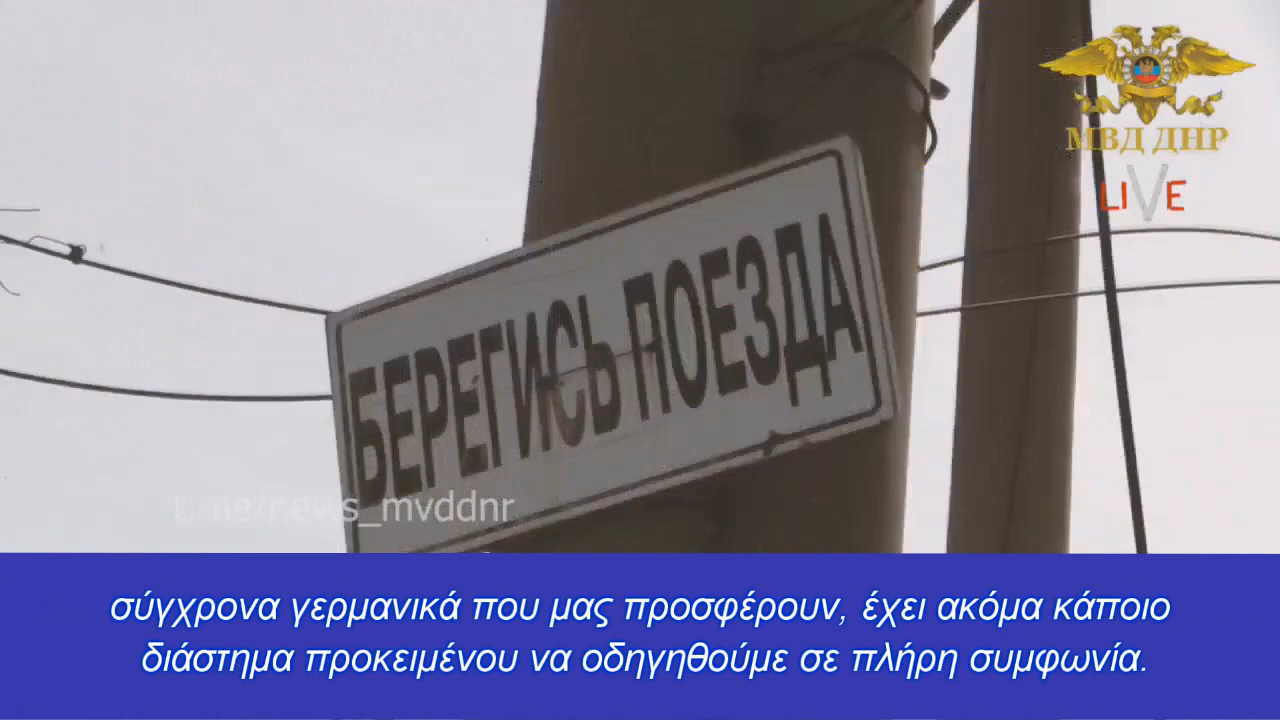 МВД ДНР
LIVE
БЕРЕГИСЬ ПОЕЗДА
t.me/news_mvddnr
σύγχρονα γερμανικά που μας προσφέρουν, έχει ακόμα κάποιο
διάστημα προκειμένου να οδηγηθούμε σε πλήρη συμφωνία.